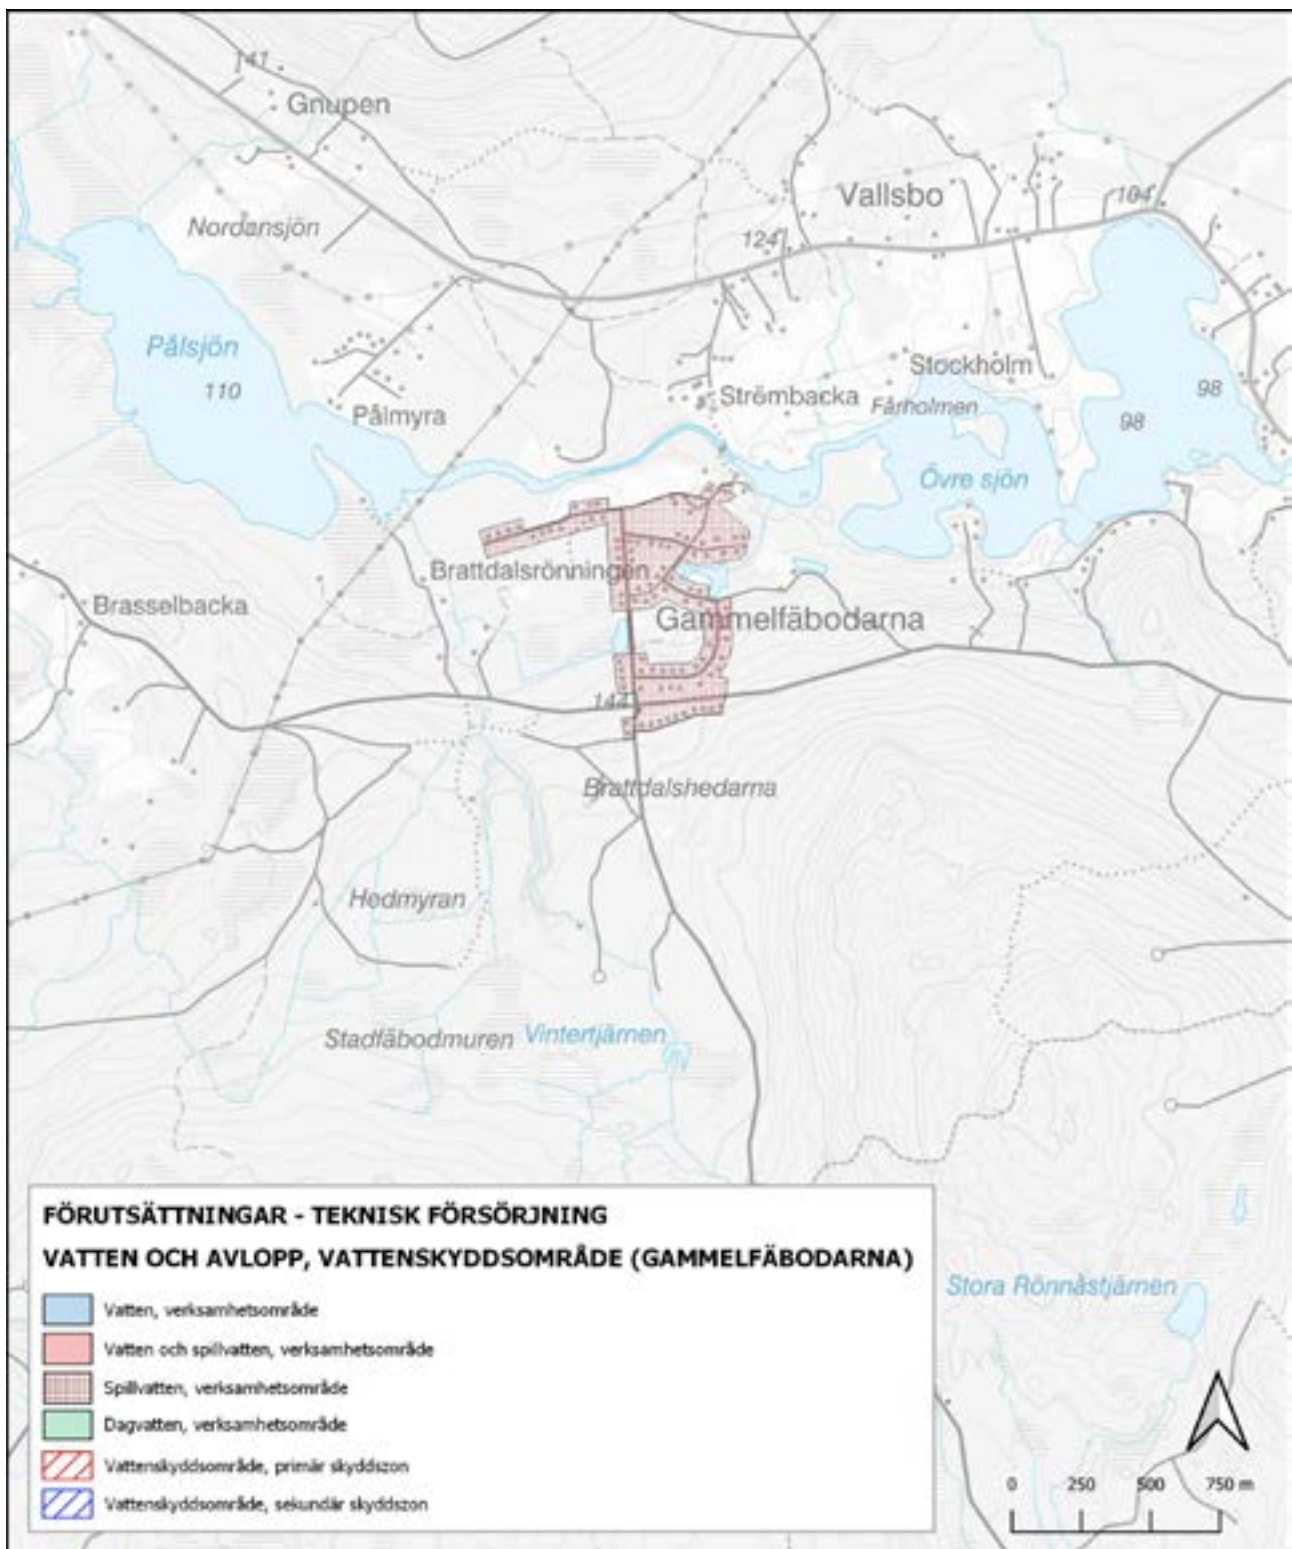 141
Gnupen
Vallsbo
104
Nordansjön
124
Pålsjön
110
Stockholm
98
Pålmyra
Strömbacka
Fårholmen
98
Övre sjön
Brattdalsrönningen
Brasselbacka
Gammelfäbodarna
144
Brattdalshedarna
Hedmyran
Stadfäbodmuren
Vintertjärnen
FÖRUTSÄTTNINGAR - TEKNISK FÖRSÖRJNING
VATTEN OCH AVLOPP, VATTENSKYDDSOMRÅDE (GAMMELFÄBODARNA)
Vatten, verksamhetsområde
Vatten och spillvatten, verksamhetsområde
Spillvatten, verksamhetsområde
Dagvatten, verksamhetsområde
Vattenskyddsområde, primär skyddszon
Vattenskyddsområde, sekundär skyddszon
Stora Rönnåstjärnen
0 250 500 750 m